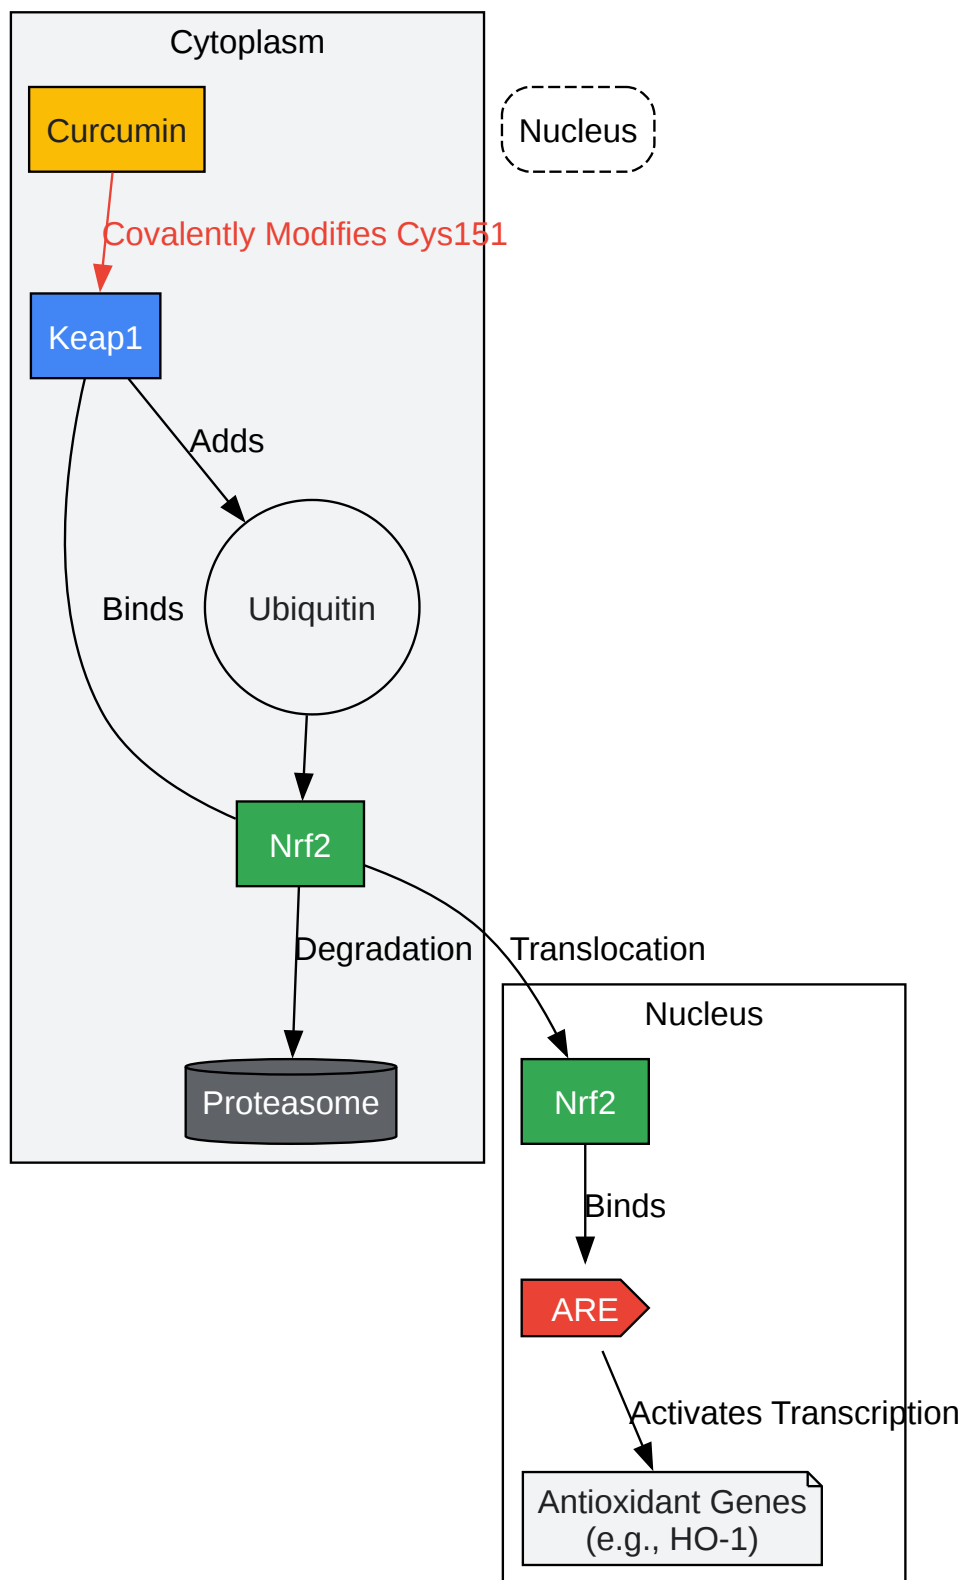 Cytoplasm
Curcumin
Nucleus
Covalently Modifies Cys151
Keap1
Adds
Binds
Ubiquitin
Nrf2
Degradation
Translocation
Nucleus
Proteasome
Nrf2
Binds
ARE
Activates Transcription
Antioxidant Genes
(e.g., HO-1)